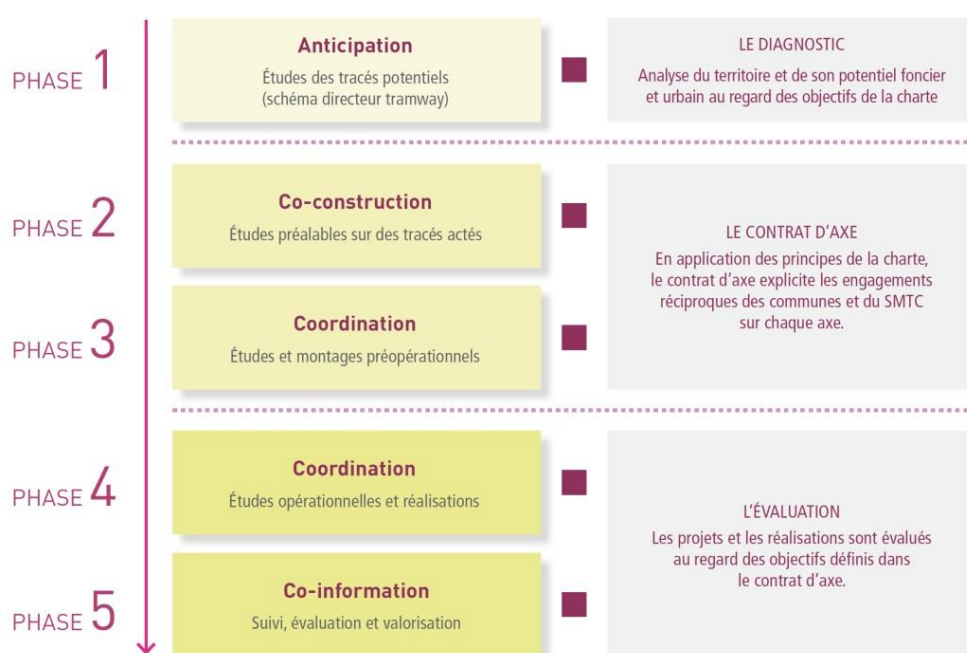 PHASE 1
Anticipation
Études des tracés potentiels
(schéma directeur tramway)
LE DIAGNOSTIC
Analyse du territoire et de son potentiel foncier
et urbain au regard des objectifs de la charte
PHASE 2
Co-construction
Études préalables sur des tracés actés
PHASE 3
Coordination
Études et montages préopérationnels
LE CONTRAT D'AXE
En application des principes de la charte,
le contrat d'axe explicite les engagements
réciproques des communes et du SMTC
sur chaque axe.
PHASE 4
Coordination
Études opérationnelles et réalisations
PHASE 5
Co-information
Suivi, évaluation et valorisation
L'ÉVALUATION
Les projets et les réalisations sont évalués
au regard des objectifs définis dans
le contrat d'axe.